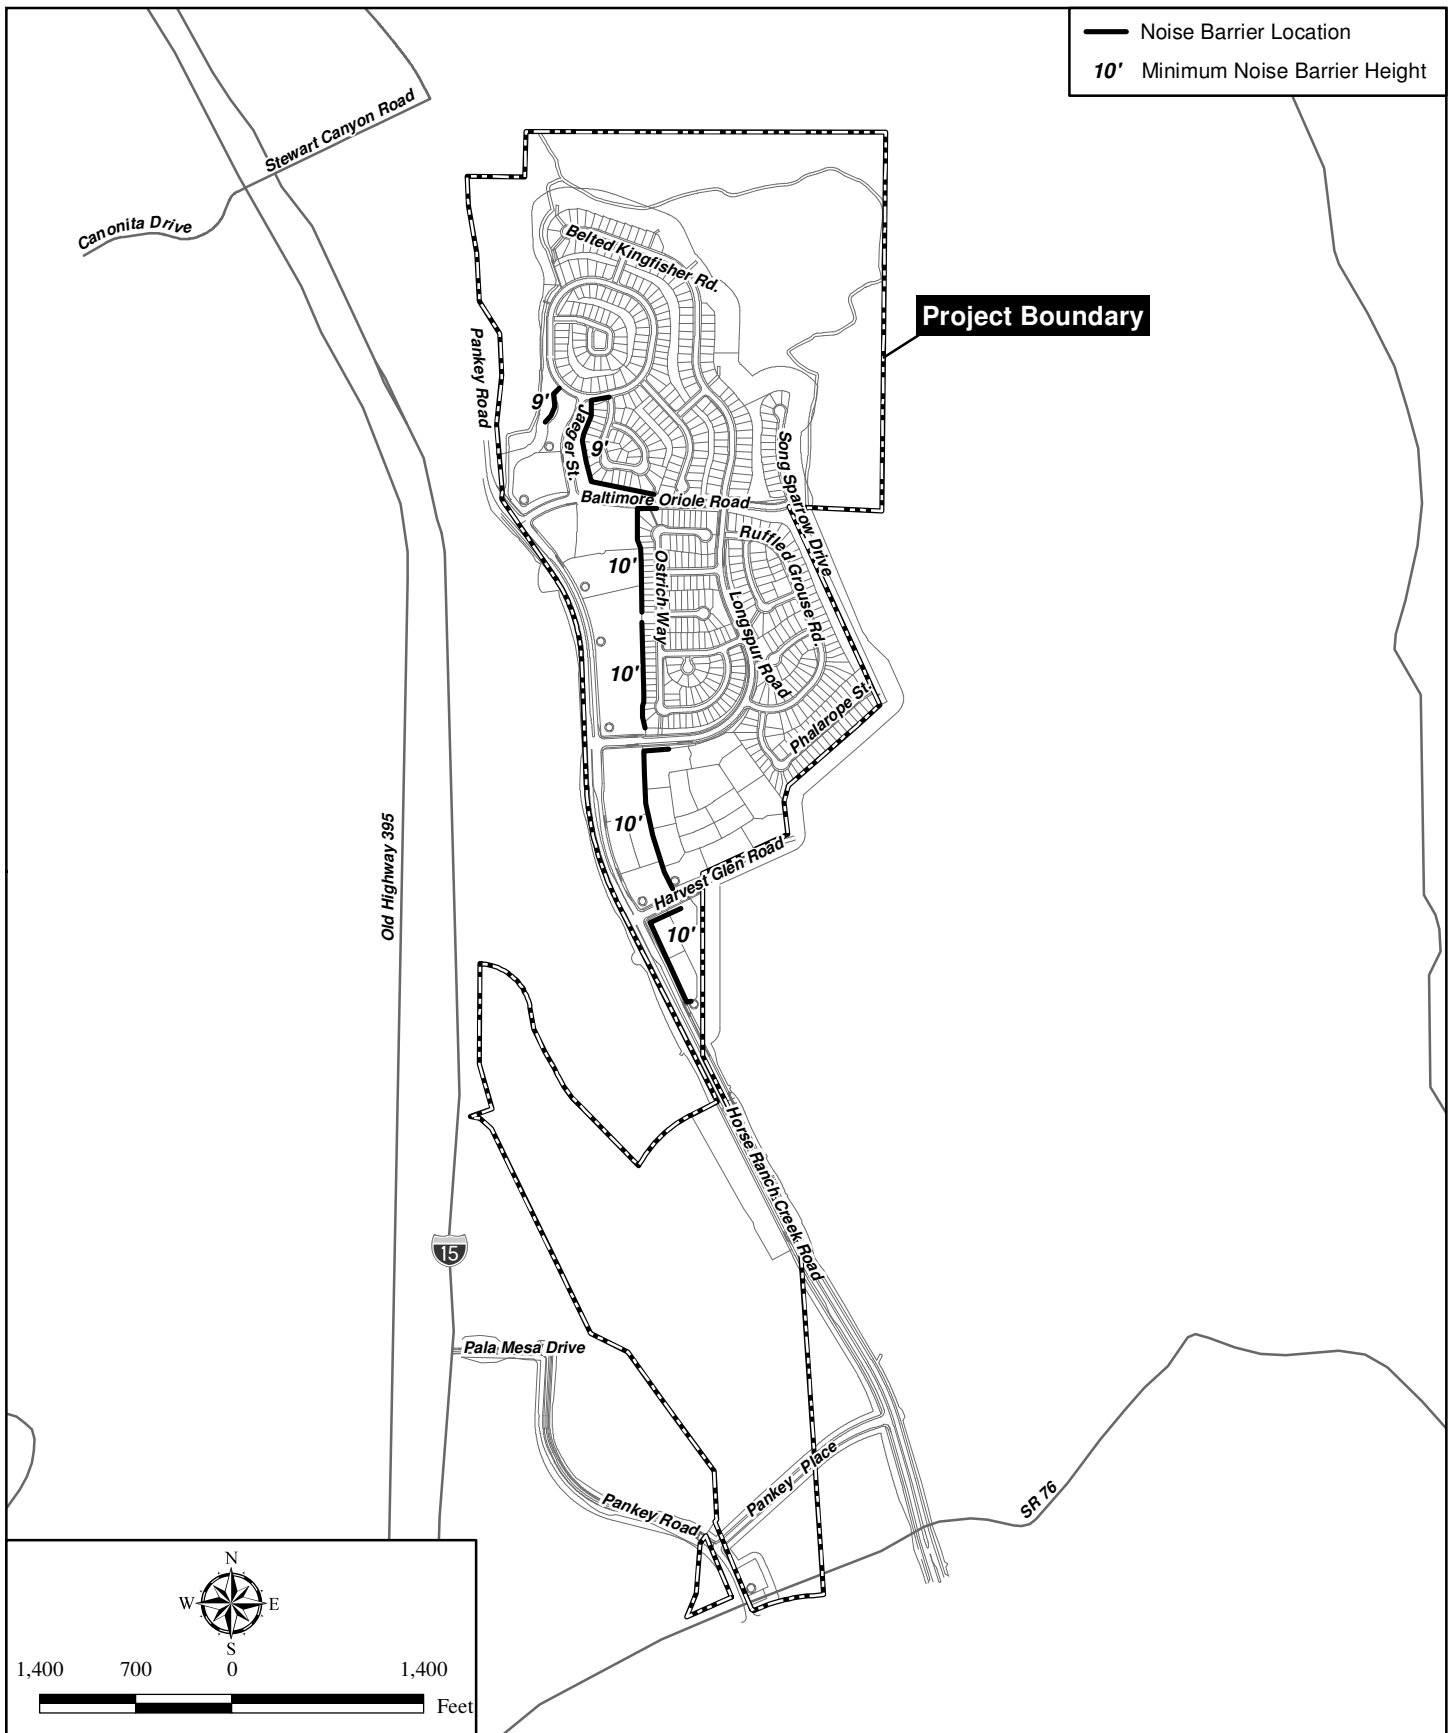 Noise Barrier Location
10' Minimum Noise Barrier Height
Stewart Canyon Road
Canonita Drive
Belted Kingfisher Rd.
Project Boundary
Pankey Road
9'
Jaeger St.
9'
Song Sparrow Drive
Baltimore Oriole Road
Ruffled Grouse Rd.
10'
Ostrich Way
Longspur Road
10'
Phalarope St.
10'
Old Highway 395
Harvest Glen Road
10'
Horse Ranch Creek Road
15
Pala Mesa Drive
Pankey Place
Pankey Road
SR 76
N
W E
S
1,400 700 0 1,400
Feet